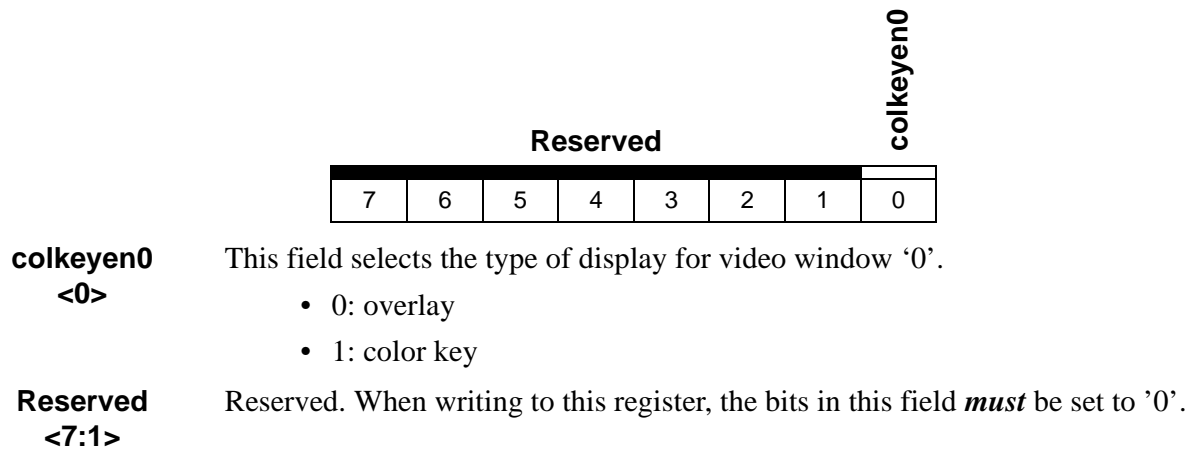 colkeyen0
Reserved
7 6 5 4 3 2 1 0
colkeyen0 This field selects the type of display for video window ‘0’.
<0>
• 0: overlay
• 1: color key
Reserved Reserved. When writing to this register, the bits in this field must be set to ’0’.
<7:1>